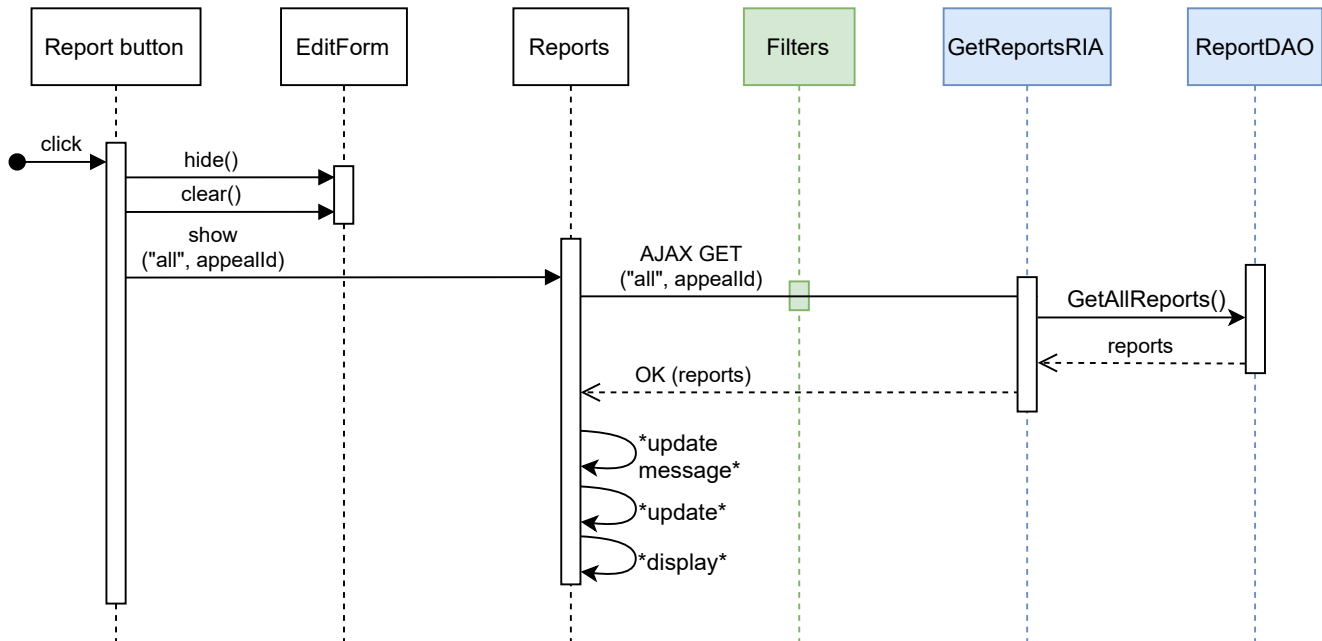 Report button
EditForm
Reports
Filters
GetReportsRIA
ReportDAO
click
hide()
clear()
show
("all", appealId)
AJAX GET
("all", appealId)
GetAllReports()
reports
OK (reports)
*update
message*
*update*
*display*